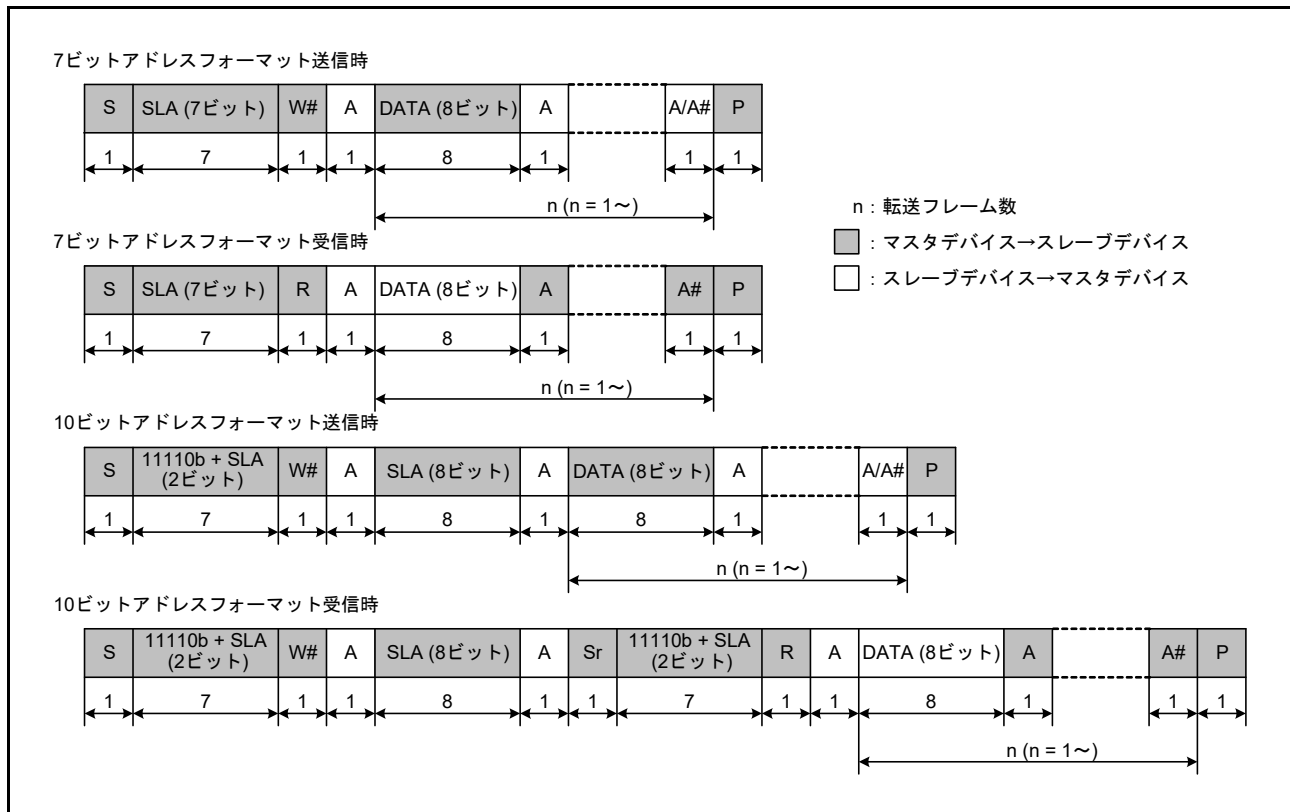 7ビットアドレスフォーマット送信時
S SLA (7ビット) W# A DATA (8ビット) A A/A# P
1 7 1 1 8 1 1 1
n (n = 1～)
n : 転送フレーム数
: マスタデバイス→スレーブデバイス
: スレーブデバイス→マスタデバイス
7ビットアドレスフォーマット受信時
S SLA (7ビット) R A DATA (8ビット) A A# P
1 7 1 1 8 1 1 1
n (n = 1～)
10ビットアドレスフォーマット送信時
S 11110b + SLA (2ビット) W# A SLA (8ビット) A DATA (8ビット) A A/A# P
1 7 1 1 8 1 8 1 1 1
n (n = 1～)
10ビットアドレスフォーマット受信時
S 11110b + SLA (2ビット) W# A SLA (8ビット) A Sr 11110b + SLA (2ビット) R A DATA (8ビット) A A# P
1 7 1 1 8 1 1 7 1 1 8 1 1 1
n (n = 1～)